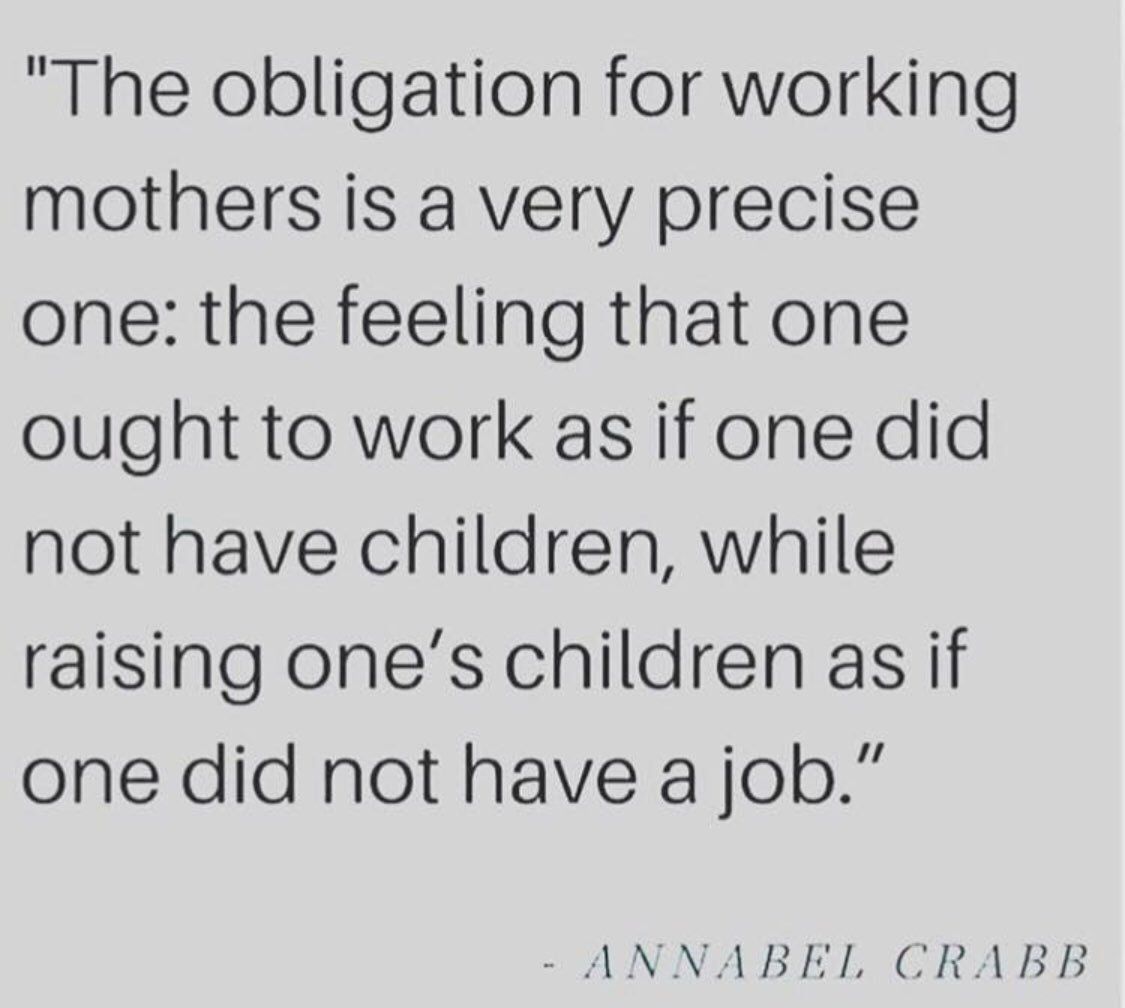 "The obligation for working
mothers is a very precise
one: the feeling that one
ought to work as if one did
not have children, while
raising one’s children as if
one did not have a job.”
- ANNABEL CRABB